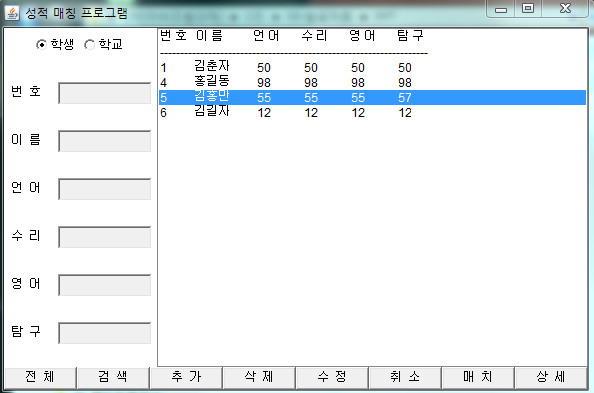 성적 매칭 프로그램
학생 학교
번 호
이 름
언 어
수 리
영 어
탐 구
번 호 이 름 언 어 수 리 영 어 탐 구
1 김춘자 50 50 50 50
4 홍길동 98 98 98 98
5 김홍만 55 55 55 57
6 김길자 12 12 12 12
전 체 검 색 추 가 삭 제 수 정 취 소 매 치 상 세